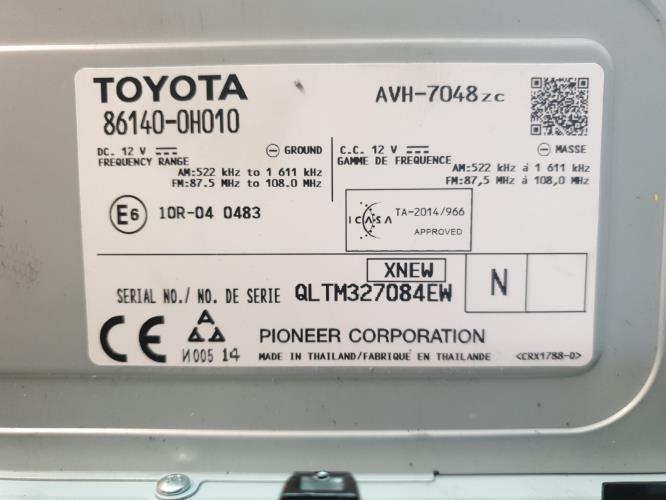 TOYOTA
AVH-7048zc
86140-0H010
DC. 12 V GROUND
FREQUENCY RANGE
AM:522 kHz to 1 611 kHz
FM:87.5 MHz to 108.0 MHz
C.C. 12 V MASSE
GAMME DE FREQUENCE
AM:522 kHz à 1 611 kHz
FM:87,5 MHz à 108,0 MHz
E6 10R-04 0483
ICASA TA-2014/966
APPROVED
XNEW
N
SERIAL NO./ NO. DE SERIE QLTM327084EW
CE
И005 14
PIONEER CORPORATION
MADE IN THAILAND/FABRIQUÉ EN THAILANDE
<CRX1788-D>